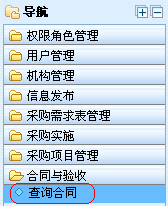 导航
权限角色管理
用户管理
机构管理
信息发布
采购需求表管理
采购实施
采购项目管理
合同与验收
查询合同